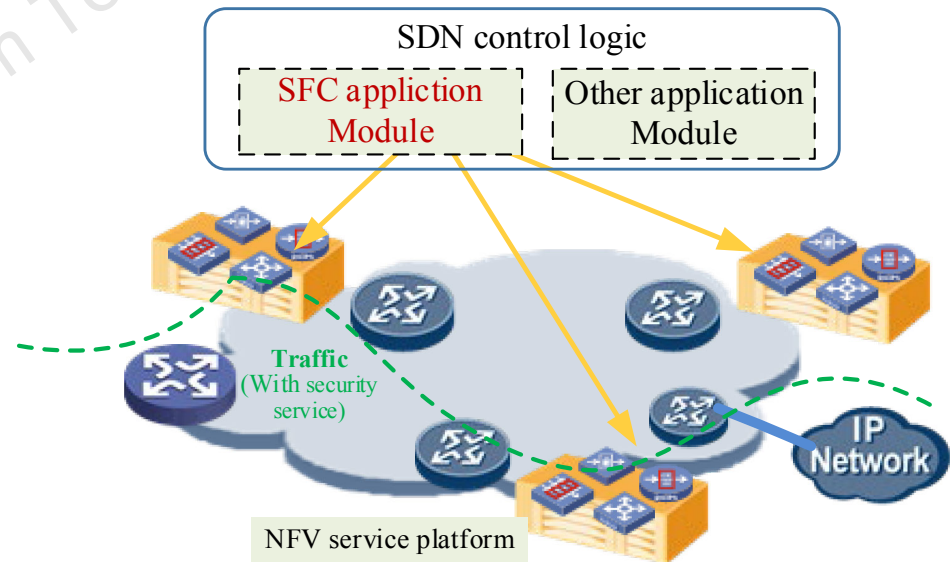 SDN control logic
SFC appliction
Module
Other application
Module
Traffic
(With security
service)
IP
Network
NFV service platform